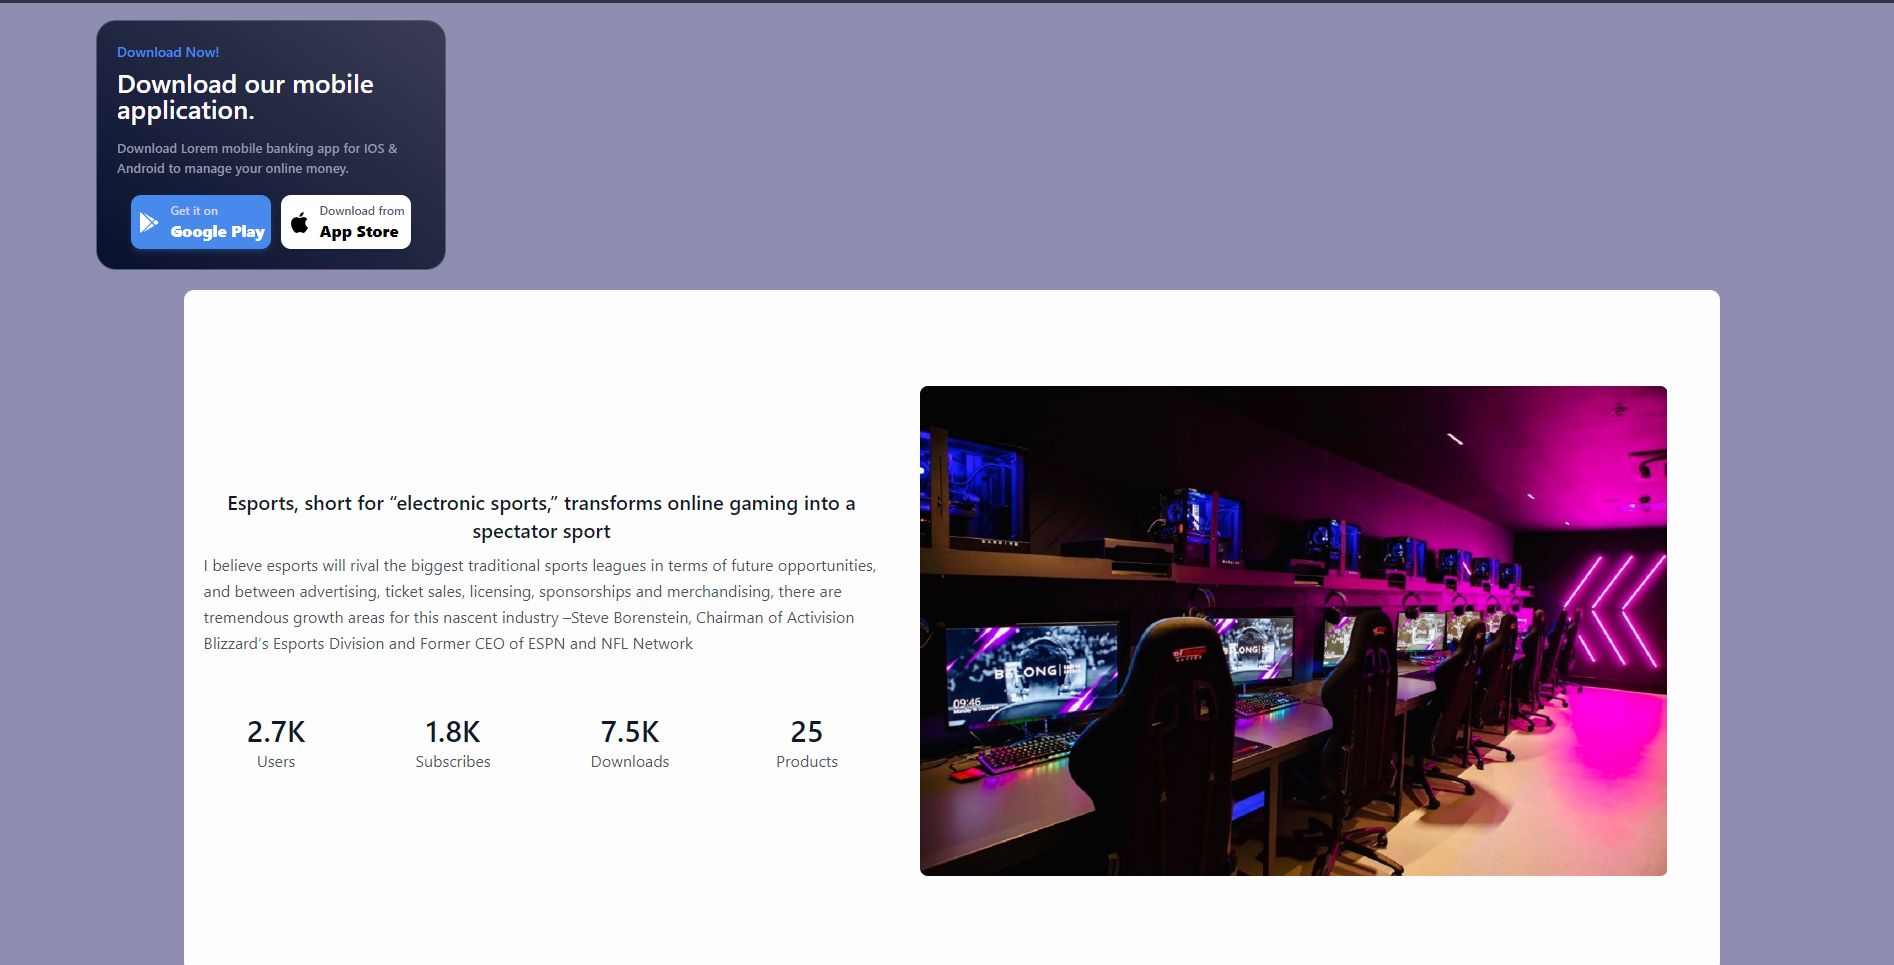 Download Now!
Download our mobile
application.
Download Lorem mobile banking app for IOS &
Android to manage your online money.
Get it on
Google Play
Download from
App Store
Esports, short for “electronic sports,” transforms online gaming into a
spectator sport
I believe esports will rival the biggest traditional sports leagues in terms of future opportunities,
and between advertising, ticket sales, licensing, sponsorships and merchandising, there are
tremendous growth areas for this nascent industry –Steve Borenstein, Chairman of Activision
Blizzard’s Esports Division and Former CEO of ESPN and NFL Network
2.7K
Users
1.8K
Subscribes
7.5K
Downloads
25
Products
BELONG
09:46